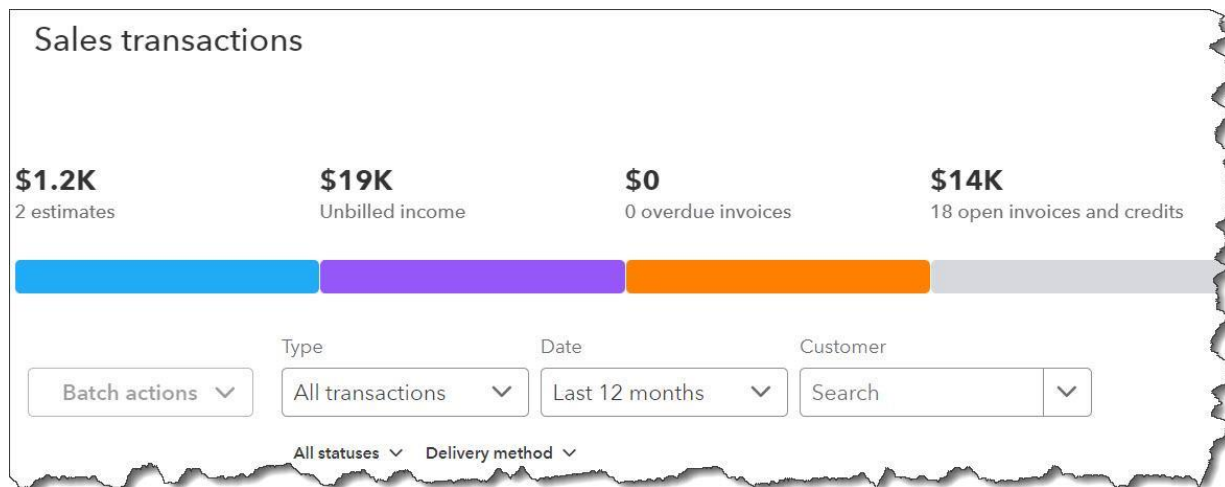 Sales transactions
$1.2K
2 estimates
$19K
Unbilled income
$0
0 overdue invoices
$14K
18 open invoices and credits
Batch actions
Type
All transactions
Date
Last 12 months
Customer
Search
All statuses
Delivery method